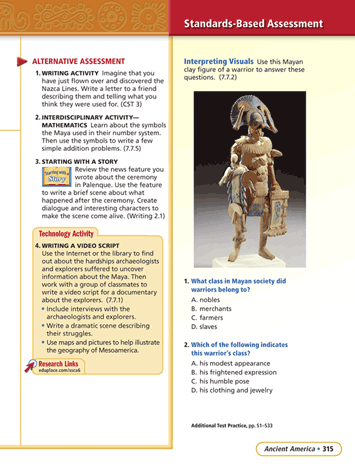 Standards-Based Assessment
ALTERNATIVE ASSESSMENT
1. WRITING ACTIVITY Imagine that you
have just flown over and discovered the
Nazca Lines. Write a letter to a friend
describing them and telling what you
think they were used for. (CST 3)
2. INTERDISCIPLINARY ACTIVITY—
MATHEMATICS Learn about the symbols
the Maya used in their number system.
Then use the symbols to write a few
simple addition problems. (7.7.5)
3. STARTING WITH A STORY
Starting with a
Story
Review the news feature you
wrote about the ceremony
in Palenque. Use the feature
to write a brief scene about what
happened after the ceremony. Create
dialogue and interesting characters to
make the scene come alive. (Writing 2.1)
Technology Activity
4. WRITING A VIDEO SCRIPT
Use the Internet or the library to find
out about the hardships archaeologists
and explorers suffered to uncover
information about the Maya. Then
work with a group of classmates to
write a video script for a documentary
about the explorers. (7.7.1)
• Include interviews with the
archaeologists and explorers.
• Write a dramatic scene describing
their struggles.
• Use maps and pictures to help illustrate
the geography of Mesoamerica.
Research Links
eduplace.com/ssca6
Interpreting Visuals Use this Mayan
clay figure of a warrior to answer these
questions. (7.7.2)
1. What class in Mayan society did
warriors belong to?
A. nobles
B. merchants
C. farmers
D. slaves
2. Which of the following indicates
this warrior's class?
A. his modest appearance
B. his frightened expression
C. his humble pose
D. his clothing and jewelry
Additional Test Practice, pp. S1–S33
Ancient America • 315